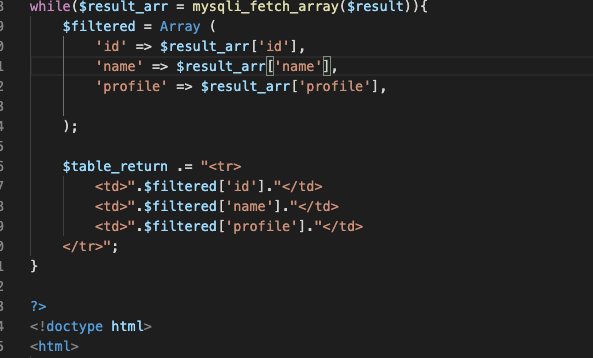 while($result_arr = mysqli_fetch_array($result)){
$filtered = Array (
'id' => $result_arr['id'],
'name' => $result_arr['name'],
'profile' => $result_arr['profile'],
);
$table_return .= "<tr>
<td>".$filtered['id']."</td>
<td>".$filtered['name']."</td>
<td>".$filtered['profile']."</td>
</tr>";
}
?>
<!doctype html>
<html>